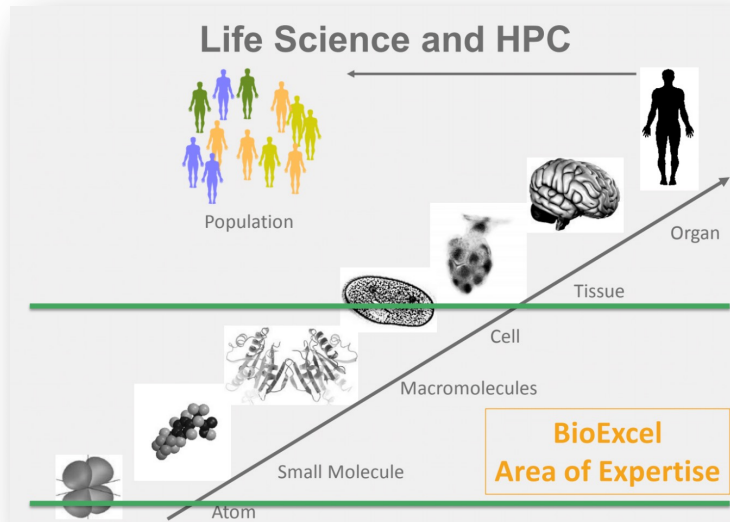 Life Science and HPC
Population
Organ
Tissue
Cell
Macromolecules
BioExcel
Area of Expertise
Small Molecule
Atom